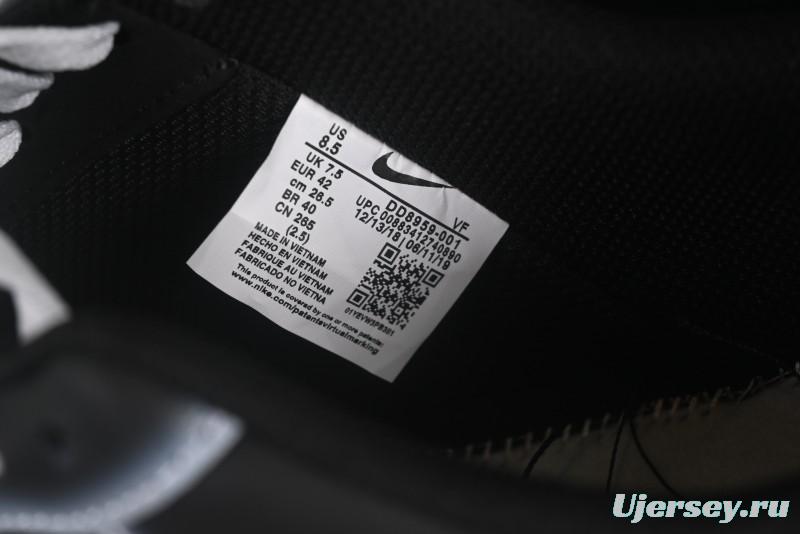 US
8.5
UK 7.5
EUR 42
cm 26.5
BR 40
CN 265
(2.5)
DD8959-001 VF
UPC 00883412740890
12/13/18 | 06/11/19
MADE IN VIETNAM
HECHO EN VIETNAM
FABRIQUE AU VIETNAM
FABRICADO NO VIETNA
This product is covered by one or more patents:
www.nike.com/patentsvirtualmarking
Ujersey.ru